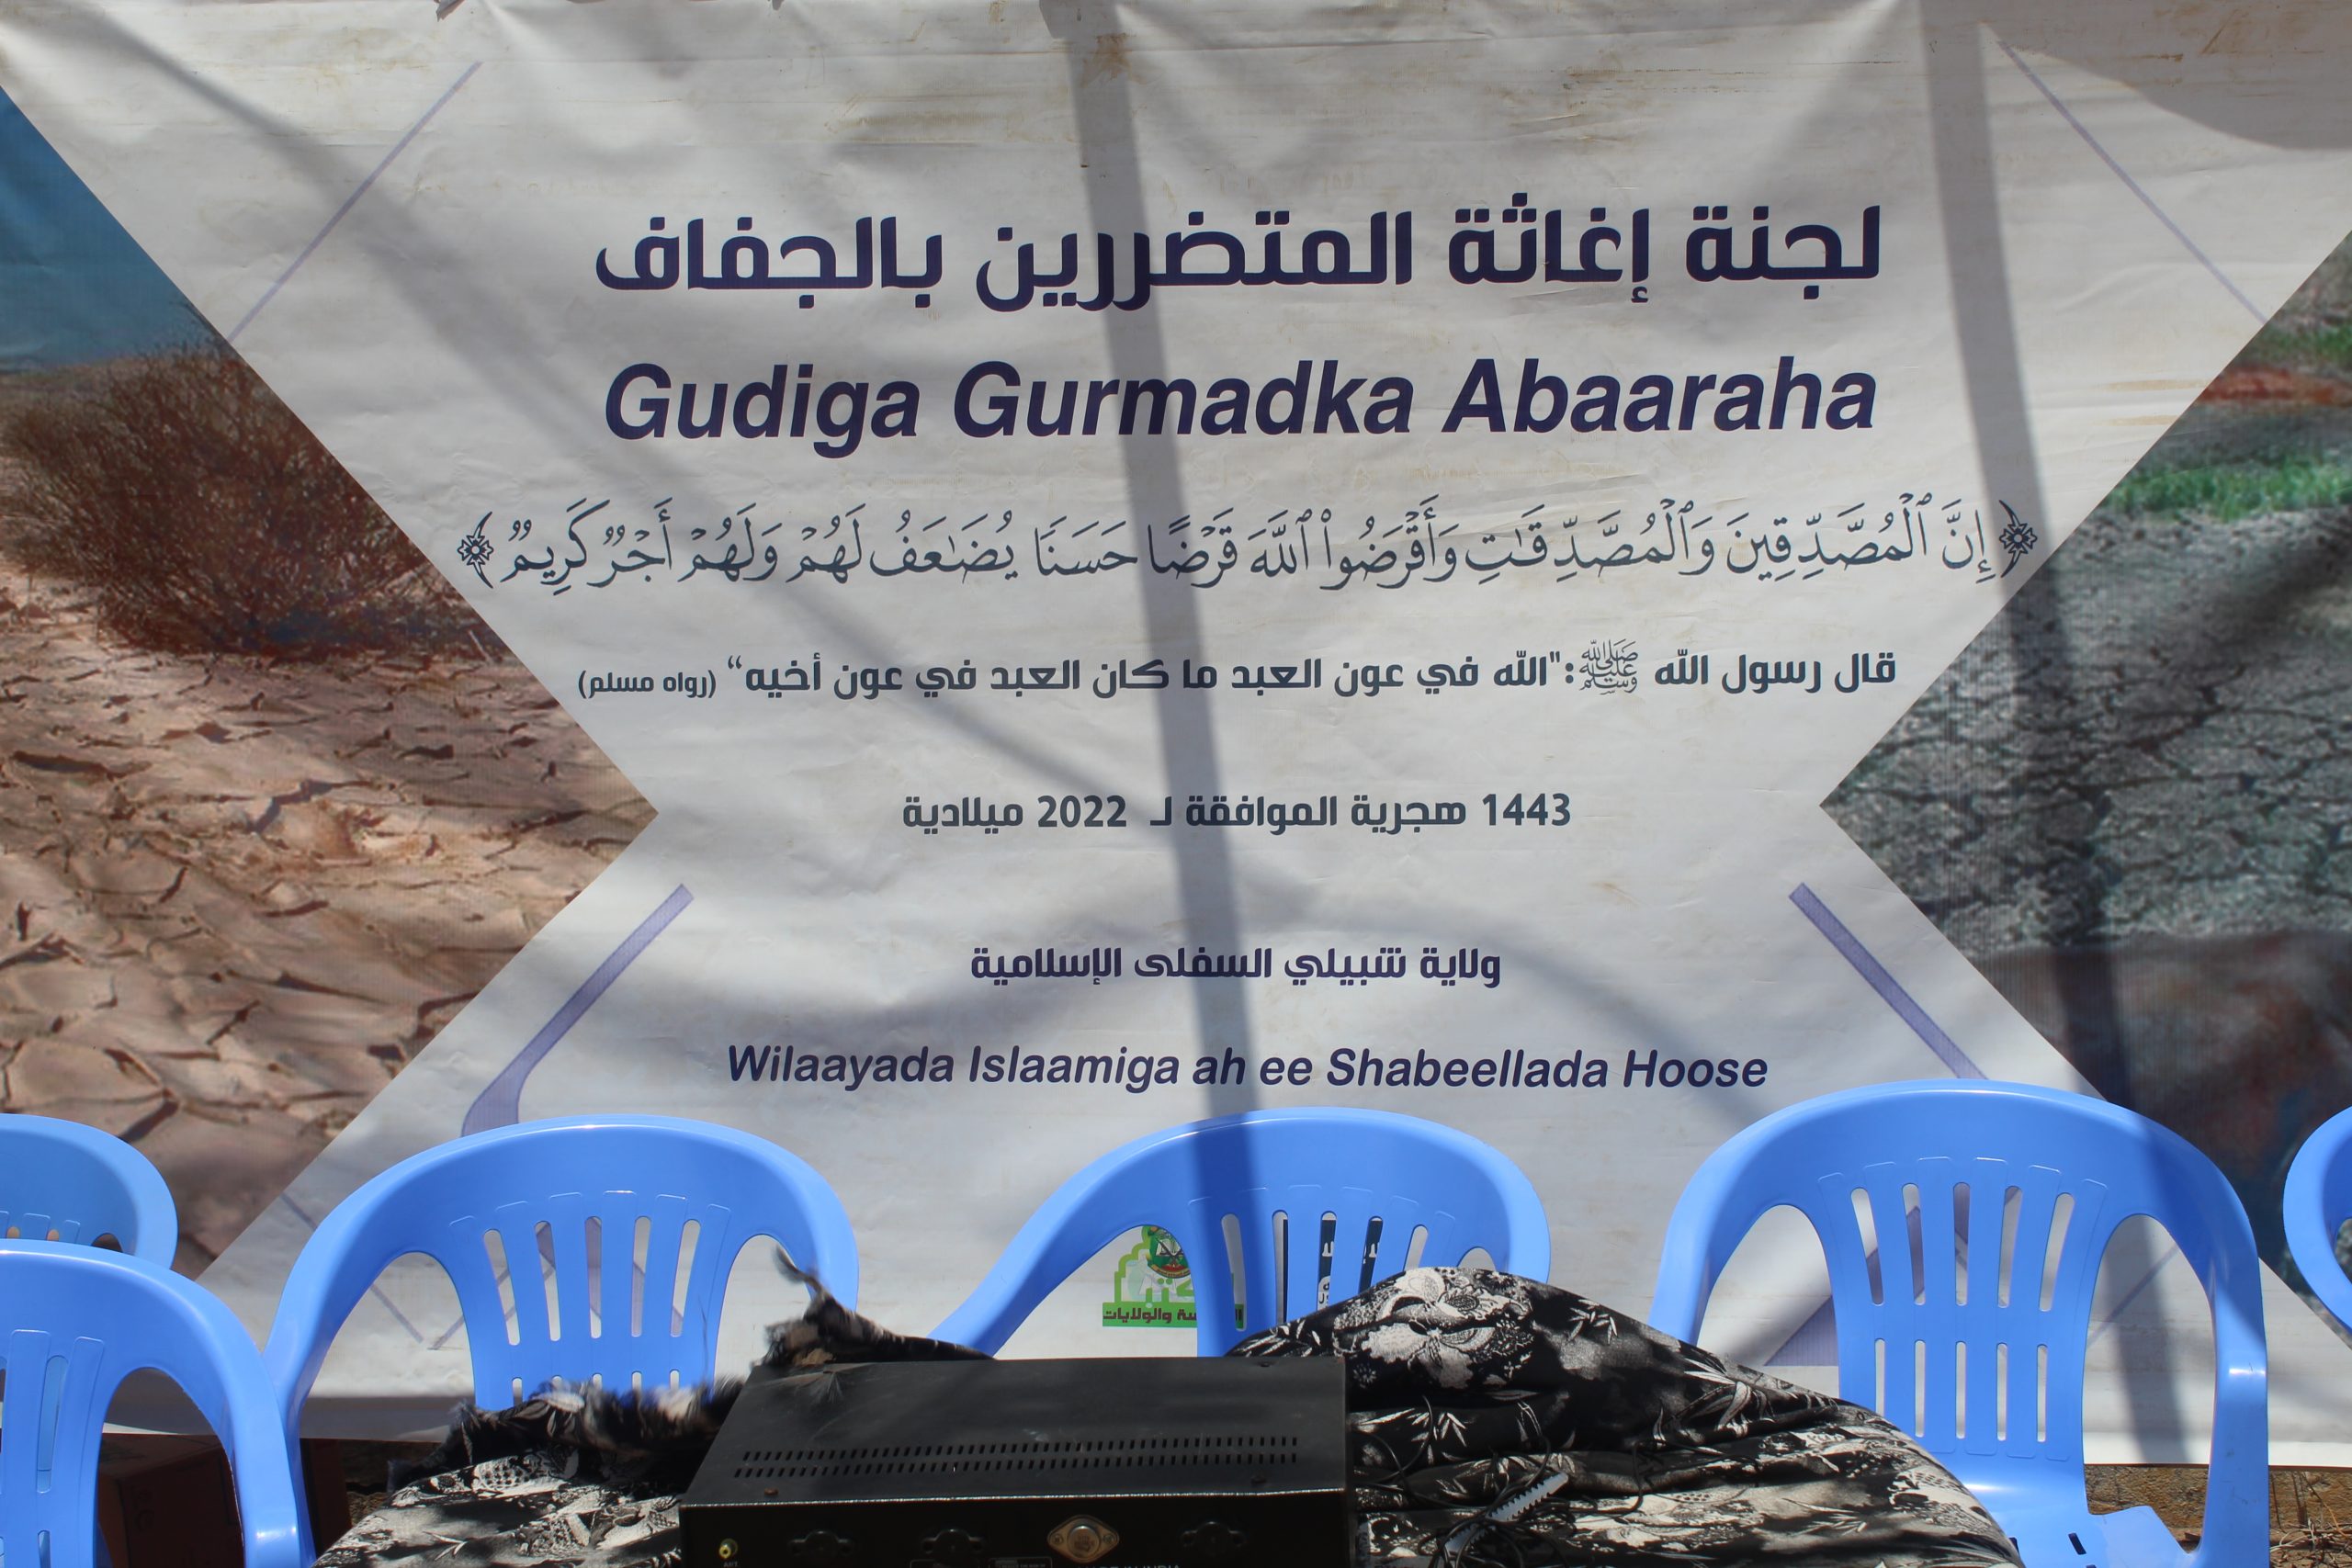 لجنة إغاثة المتضررين بالجفاف
Gudiga Gurmadka Abaaraha
﴿إِنَّ ٱلْمُصَّدِّقِينَ وَٱلْمُصَّدِّقَٰتِ وَأَقْرَضُوا۟ ٱللَّهَ قَرْضًا حَسَنًا يُضَٰعَفُ لَهُمْ وَلَهُمْ أَجْرٌ كَرِيمٌ﴾
قال رسول الله ﷺ:"الله في عون العبد ما كان العبد في عون أخيه“ (رواه مسلم)
1443 هجرية الموافقة لـ 2022 ميلادية
ولاية شبيلي السفلى الإسلامية
Wilaayada Islaamiga ah ee Shabeellada Hoose
والولايات